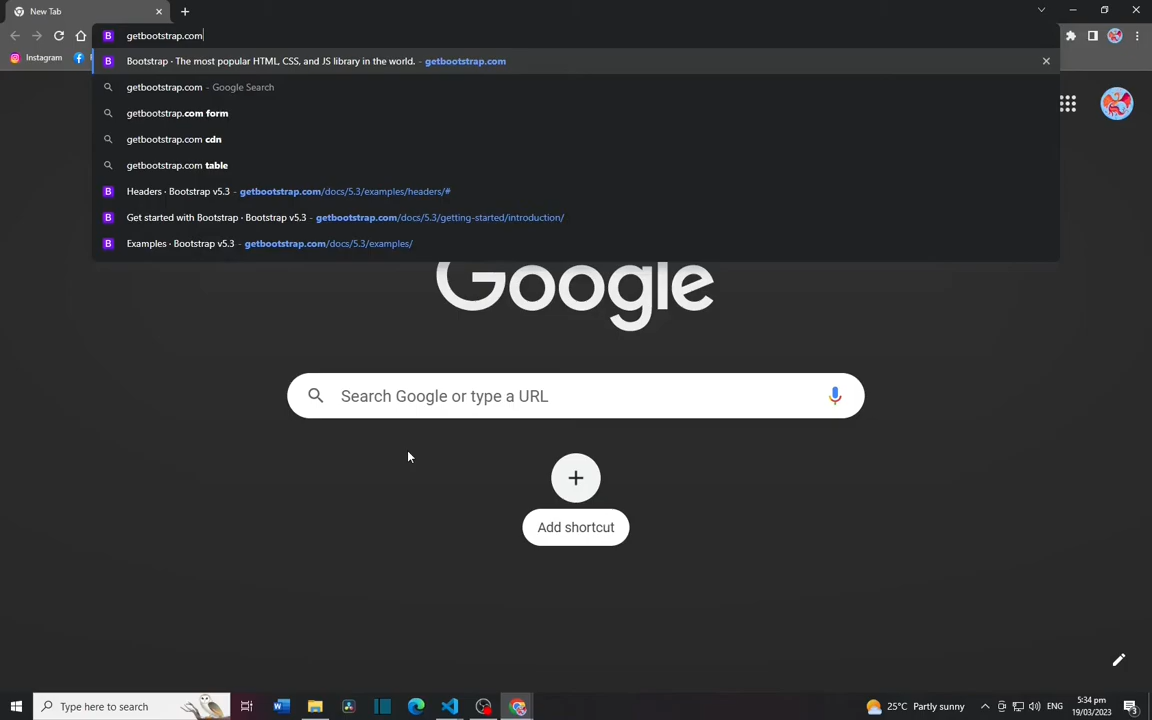 New Tab
getbootstrap.com
Instagram
Bootstrap · The most popular HTML, CSS, and JS library in the world. - getbootstrap.com
getbootstrap.com - Google Search
getbootstrap.com form
getbootstrap.com cdn
getbootstrap.com table
Headers · Bootstrap v5.3 - getbootstrap.com/docs/5.3/examples/headers/#
Get started with Bootstrap · Bootstrap v5.3 - getbootstrap.com/docs/5.3/getting-started/introduction/
Examples · Bootstrap v5.3 - getbootstrap.com/docs/5.3/examples/
Google
Search Google or type a URL
Add shortcut
Type here to search
25°C Partly sunny
ENG
5:34 pm
19/03/2023
3